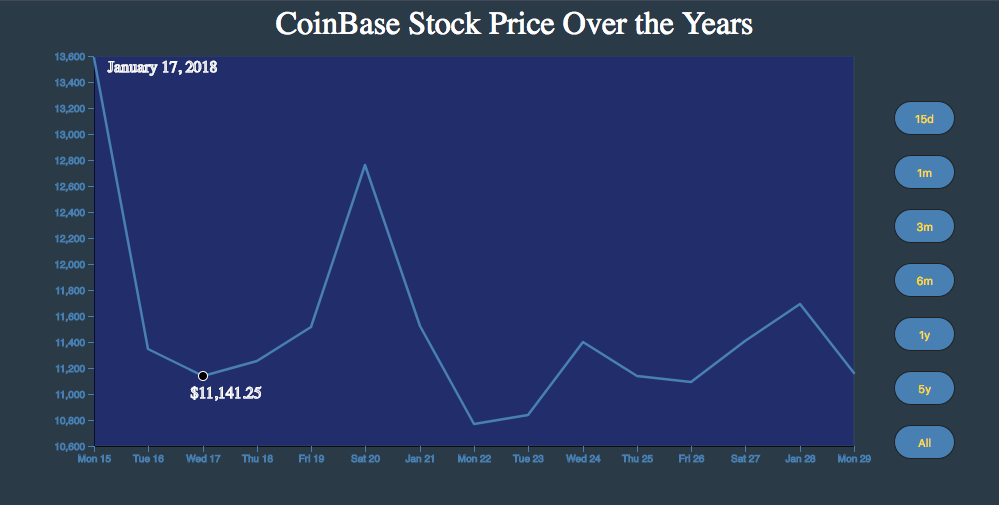 CoinBase Stock Price Over the Years
January 17, 2018
13,600
13,400
13,200
13,000
12,800
12,600
12,400
12,200
12,000
11,800
11,600
11,400
11,200
11,000
10,800
10,600
$11,141.25
Mon 15 Tue 16 Wed 17 Thu 18 Fri 19 Sat 20 Jan 21 Mon 22 Tue 23 Wed 24 Thu 25 Fri 26 Sat 27 Jan 28 Mon 29
15d
1m
3m
6m
1y
5y
All